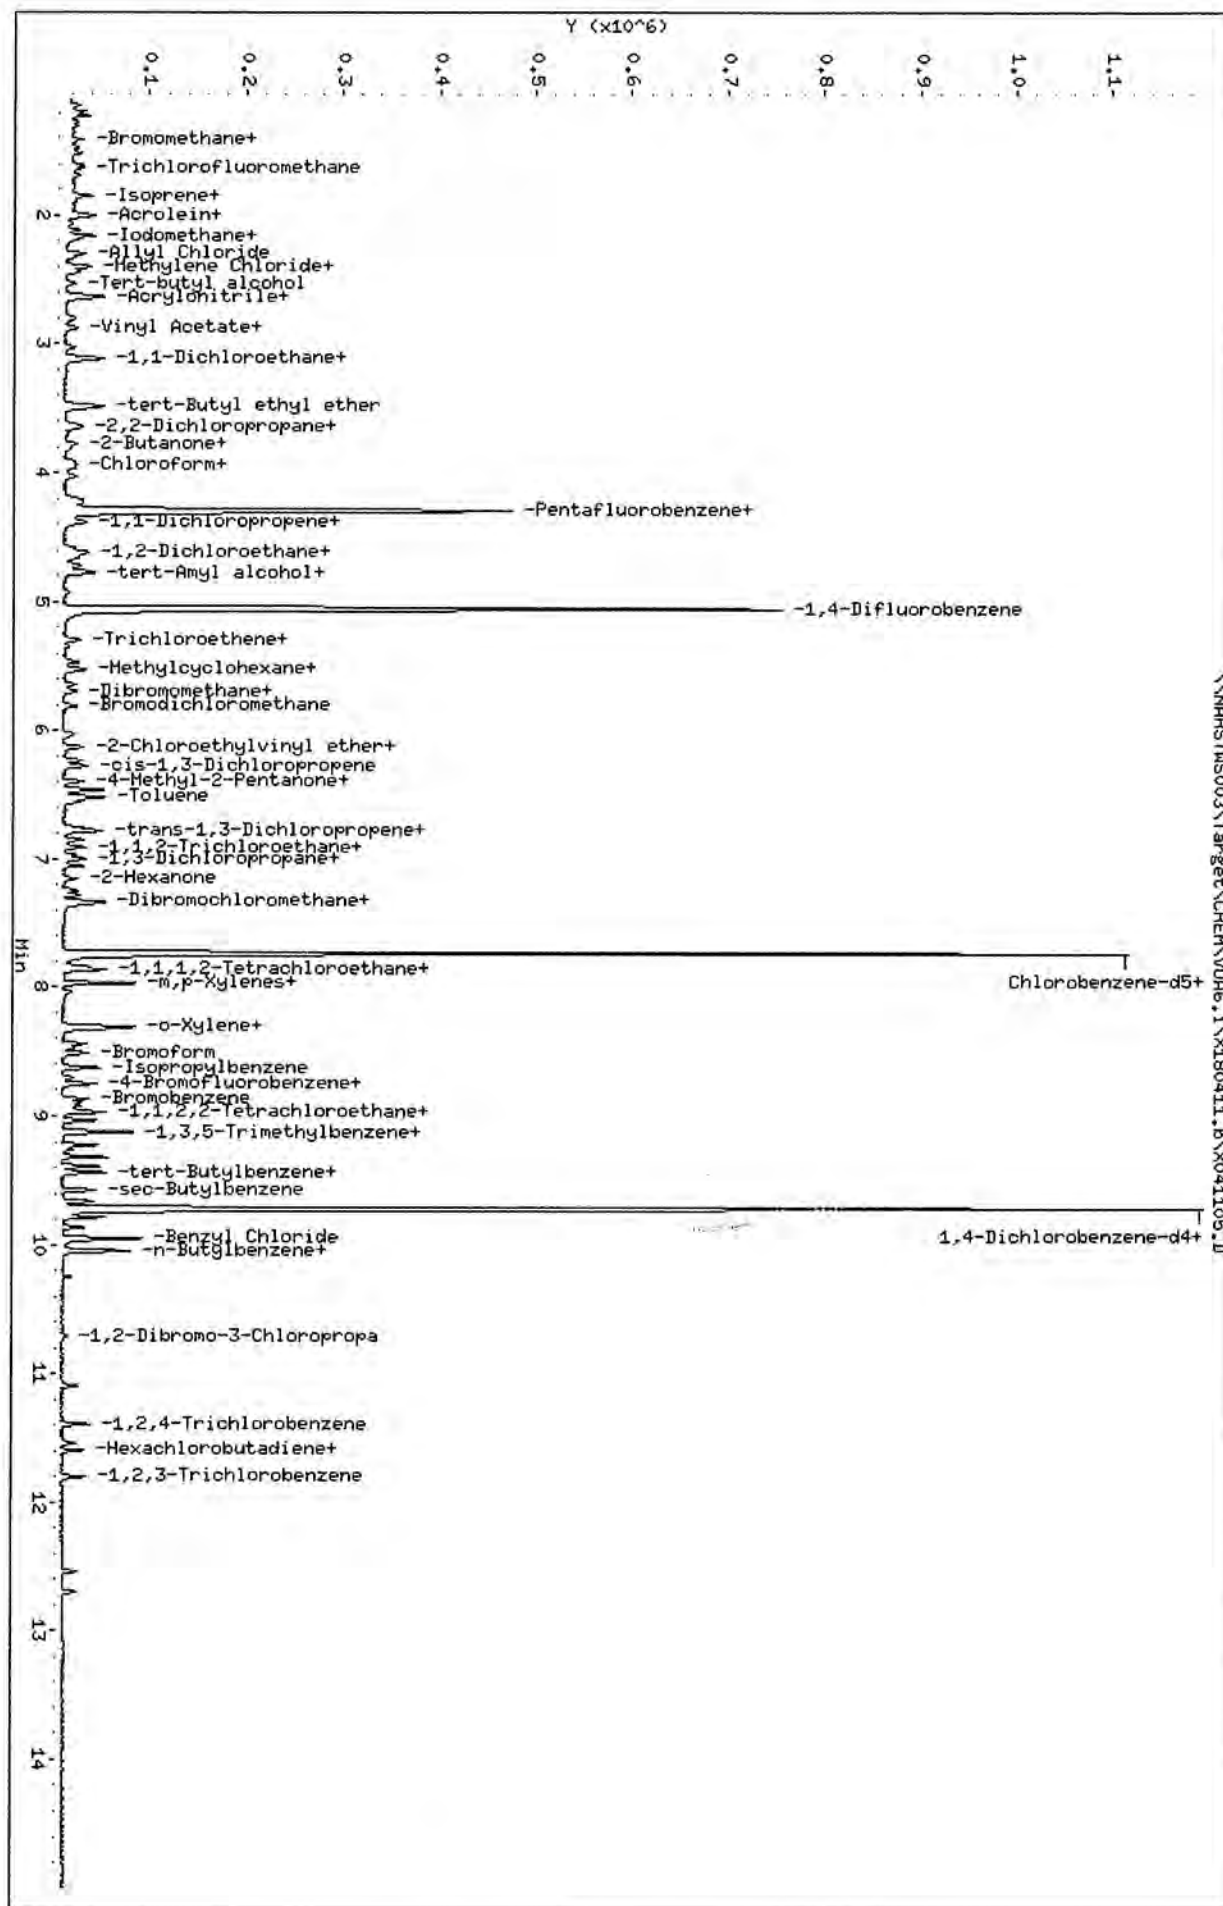 Y (x10^6)
0.1-
0.2-
0.3-
0.4-
0.5-
0.6-
0.7-
0.8-
0.9-
1.0-
1.1-
-Bromomethane+
-Trichlorofluoromethane
-Isoprene+
2-
-Acrolein+
-Iodomethane+
-Allyl Chloride
-Methylene Chloride+
-Tert-butyl alcohol
-Acrylonitrile+
-Vinyl Acetate+
3-
-1,1-Dichloroethane+
-tert-Butyl ethyl ether
-2,2-Dichloropropane+
-2-Butanone+
-Chloroform+
4-
-Pentafluorobenzene+
-1,1-Dichloropropene+
-1,2-Dichloroethane+
-tert-Amyl alcohol+
5-
-1,4-Difluorobenzene
-Trichloroethene+
-Methylcyclohexane+
-Dibromomethane+
-Bromodichloromethane
6-
-2-Chloroethylvinyl ether+
-cis-1,3-Dichloropropene
-4-Methyl-2-Pentanone+
-Toluene
-trans-1,3-Dichloropropene+
-1,1,2-Trichloroethane+
7-
-1,3-Dichloropropane+
-2-Hexanone
-Dibromochloromethane+
Min
-1,1,1,2-Tetrachloroethane+
-m,p-Xylenes+
Chlorobenzene-d5+
8-
-o-Xylene+
-Bromoform
-Isopropylbenzene
-4-Bromofluorobenzene+
-Bromobenzene
-1,1,2,2-Tetrachloroethane+
9-
-1,3,5-Trimethylbenzene+
-tert-Butylbenzene+
-sec-Butylbenzene
-Benzyl Chloride
1,4-Dichlorobenzene-d4+
10-
-n-Butylbenzene+
-1,2-Dibromo-3-Chloropropa
11-
-1,2,4-Trichlorobenzene
-Hexachlorobutadiene+
-1,2,3-Trichlorobenzene
12-
13-
14-